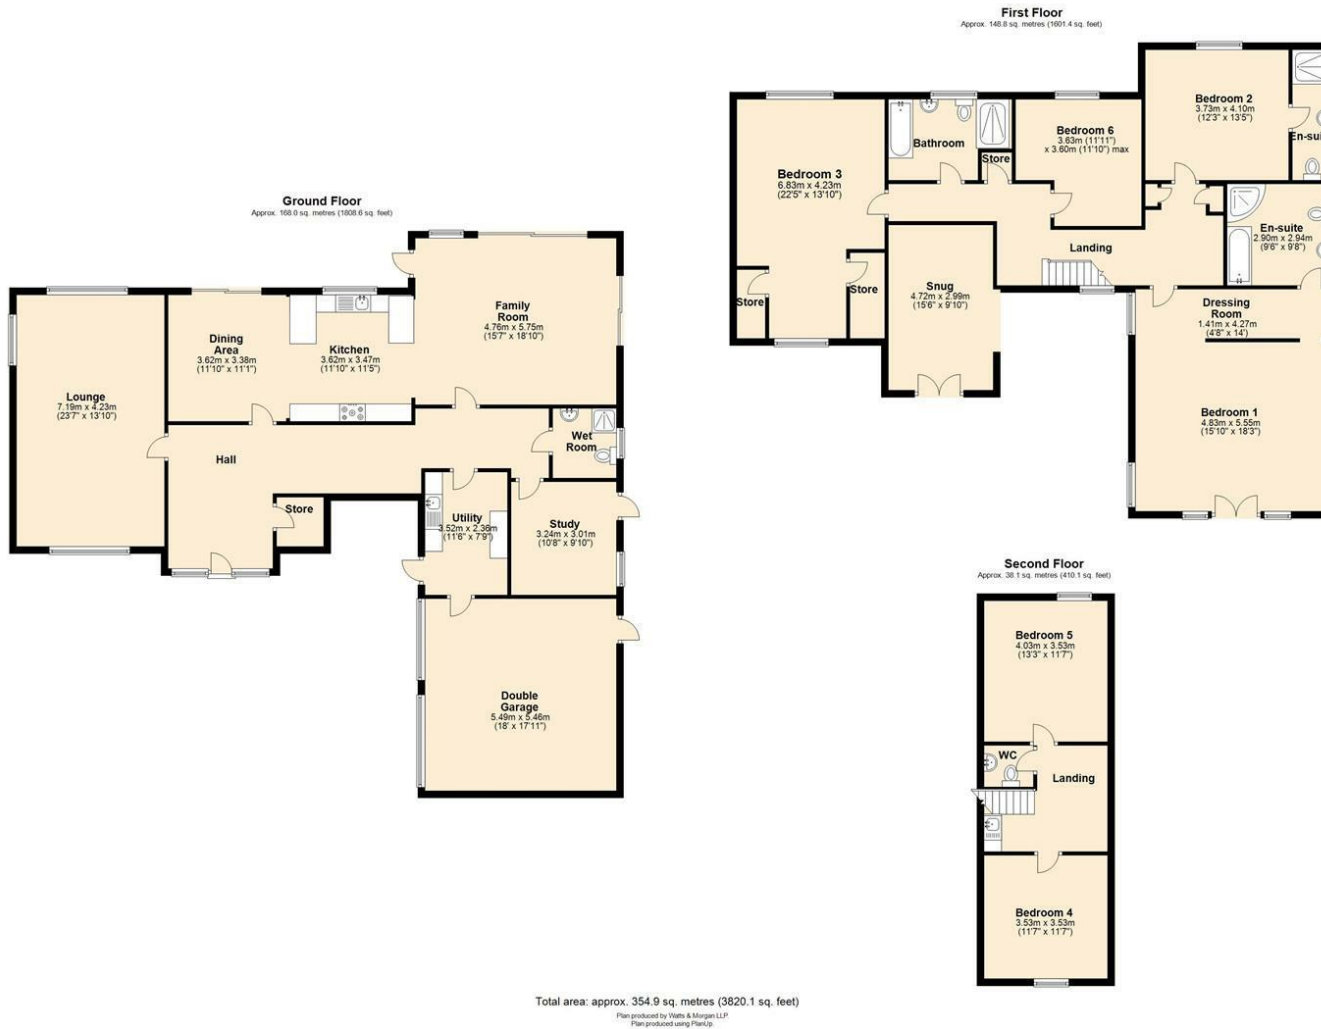 First Floor
Approx. 148.8 sq. metres (1601.4 sq. feet)
Bedroom 2
3.73m x 4.10m
(12'3" x 13'5")
En-sui
Bedroom 6
3.63m (11'11")
x 3.60m (11'10") max
Bathroom
Store
Bedroom 3
6.83m x 4.23m
(22'5" x 13'10")
En-suite
2.90m x 2.94m
(9'6" x 9'8")
Landing
Snug
4.72m x 2.99m
(15'6" x 9'10")
Store
Store
Dressing
Room
1.41m x 4.27m
(4'8" x 14')
Bedroom 1
4.83m x 5.55m
(15'10" x 18'3")
Ground Floor
Approx. 168.0 sq. metres (1808.6 sq. feet)
Family
Room
4.76m x 5.75m
(15'7" x 18'10")
Dining
Area
3.62m x 3.38m
(11'10" x 11'1")
Kitchen
3.62m x 3.47m
(11'10" x 11'5")
Lounge
7.19m x 4.23m
(23'7" x 13'10")
Wet
Room
Hall
Store
Utility
3.52m x 2.36m
(11'6" x 7'9")
Study
3.24m x 3.01m
(10'8" x 9'10")
Double
Garage
5.49m x 5.46m
(18' x 17'11")
Second Floor
Approx. 38.1 sq. metres (410.1 sq. feet)
Bedroom 5
4.03m x 3.53m
(13'3" x 11'7")
WC
Landing
Bedroom 4
3.53m x 3.53m
(11'7" x 11'7")
Total area: approx. 354.9 sq. metres (3820.1 sq. feet)
Plan produced by Watts & Morgan LLP.
Plan produced using PlanUp.